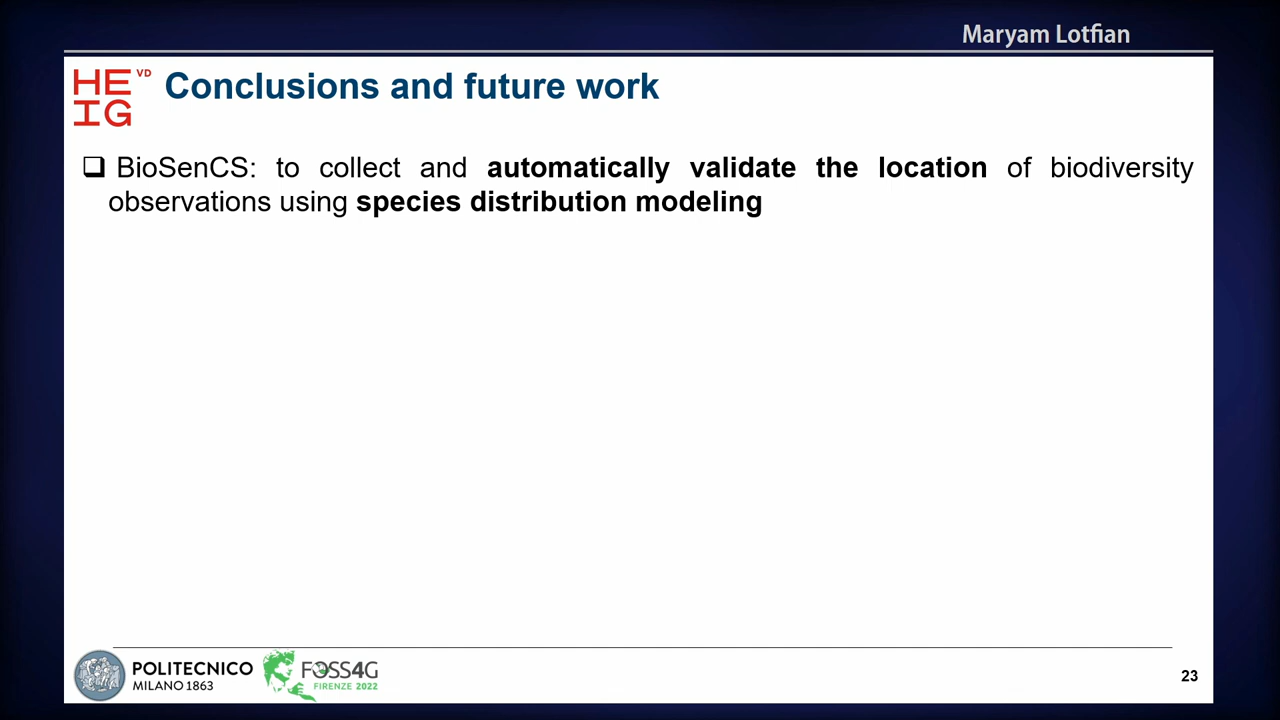 Maryam Lotfian
HE VD
IG
Conclusions and future work
BioSenCS: to collect and automatically validate the location of biodiversity
observations using species distribution modeling
POLITECNICO
MILANO 1863
FOSS4G
FIRENZE 2022
23